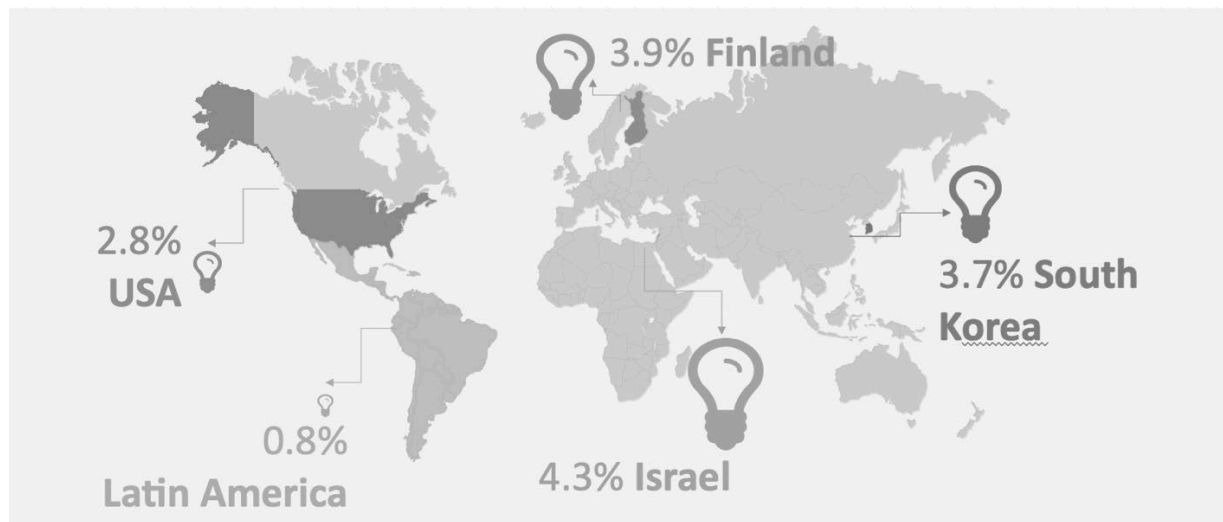 3.9% Finland
2.8%
USA
3.7% South
Korea
0.8%
Latin America
4.3% Israel